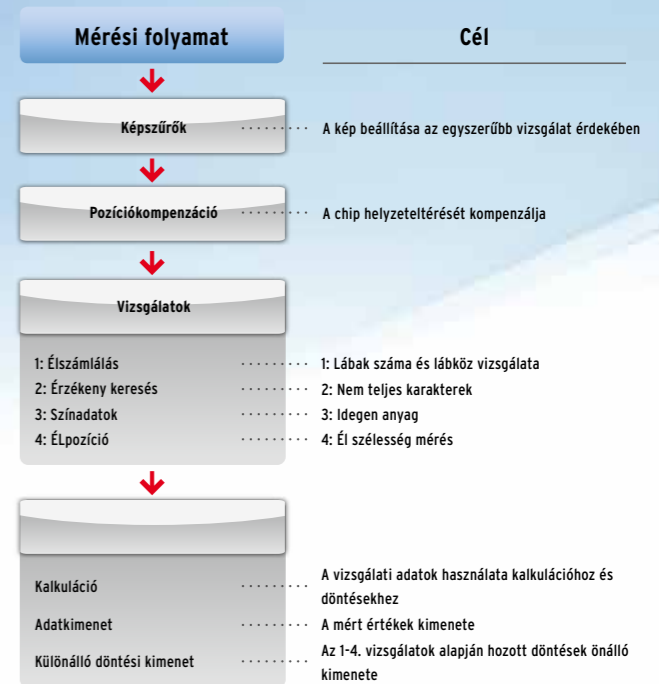 Mérési folyamat
Cél
Képszűrők
A kép beállítása az egyszerűbb vizsgálat érdekében
Pozíciókompenzáció
A chip helyzeteltérését kompenzálja
Vizsgálatok
1: Élszámlálás
1: Lábak száma és lábköz vizsgálata
2: Érzékeny keresés
2: Nem teljes karakterek
3: Színadatok
3: Idegen anyag
4: ÉLpozíció
4: Él szélesség mérés
Kalkuláció
A vizsgálati adatok használata kalkulációhoz és
döntésekhez
Adatkimenet
A mért értékek kimenete
Különálló döntési kimenet
Az 1-4. vizsgálatok alapján hozott döntések önálló
kimenete